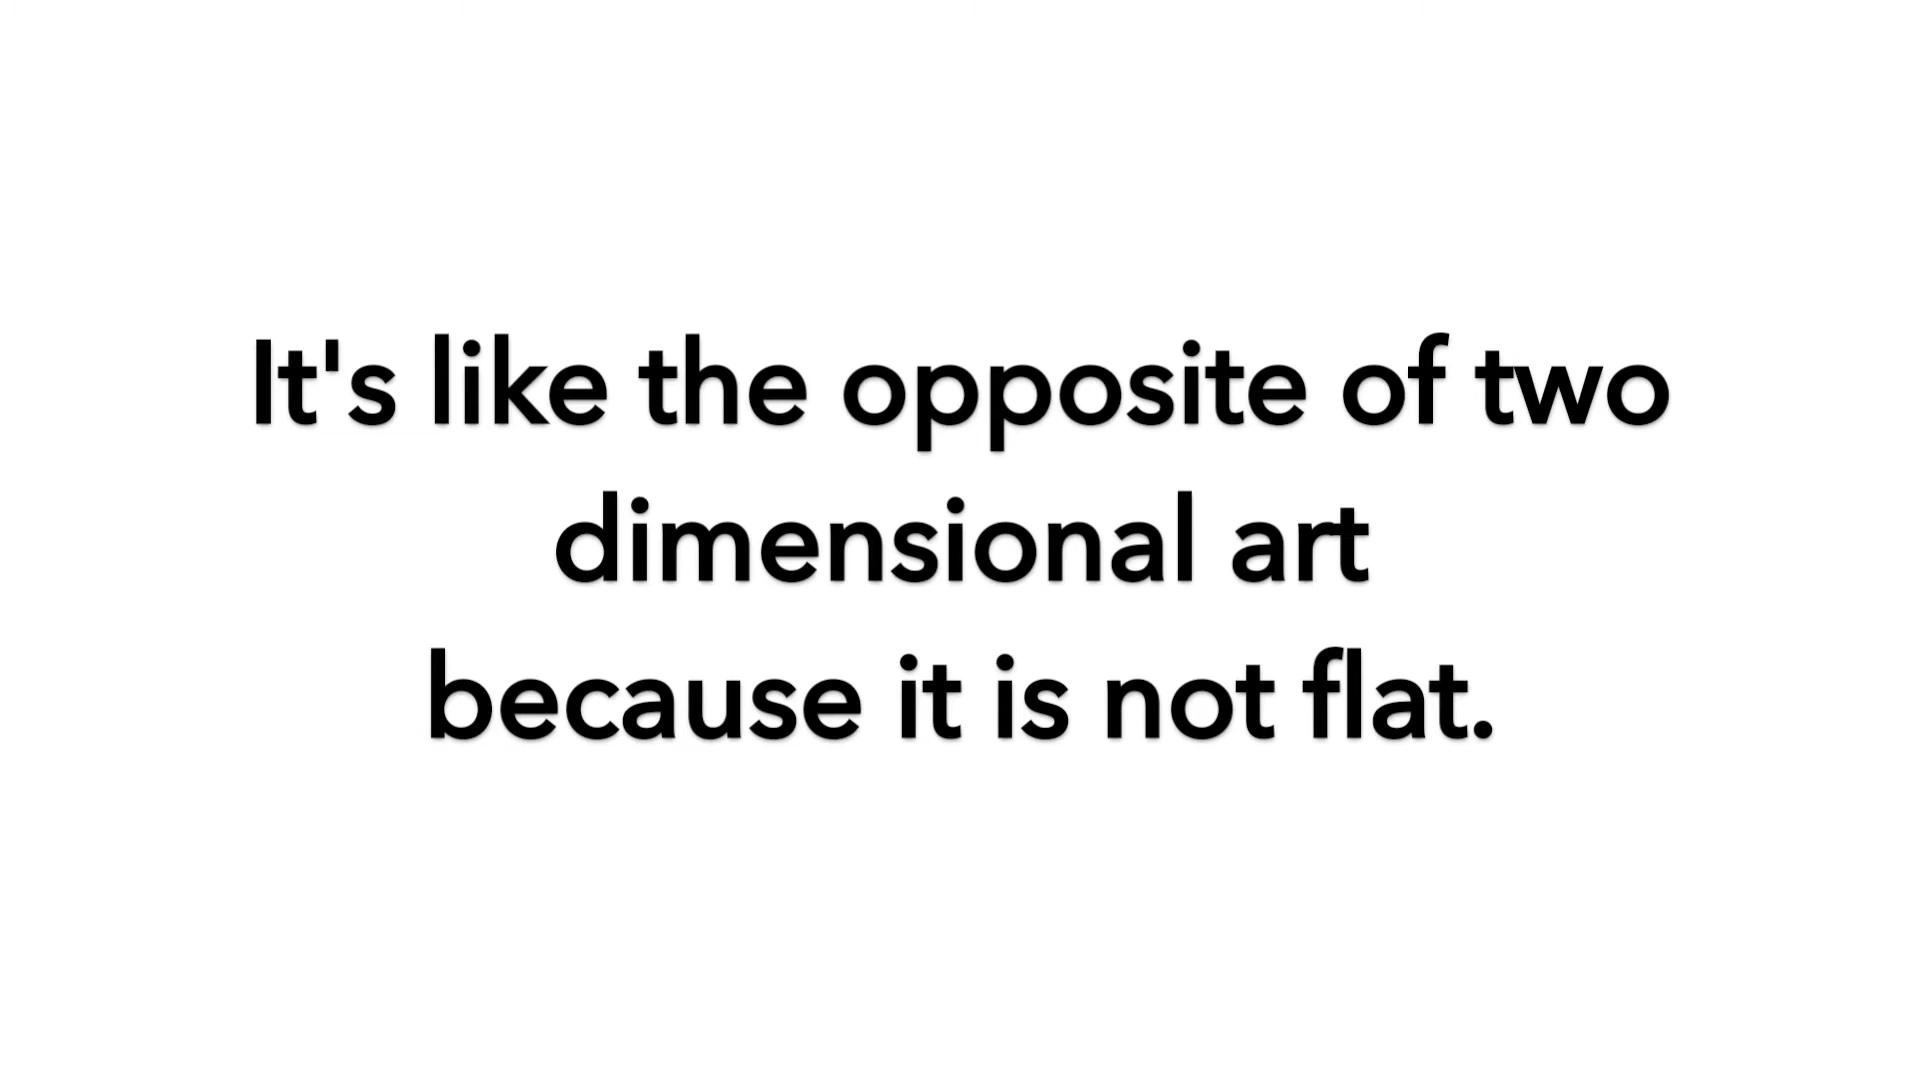 It's like the opposite of two
dimensional art
because it is not flat.